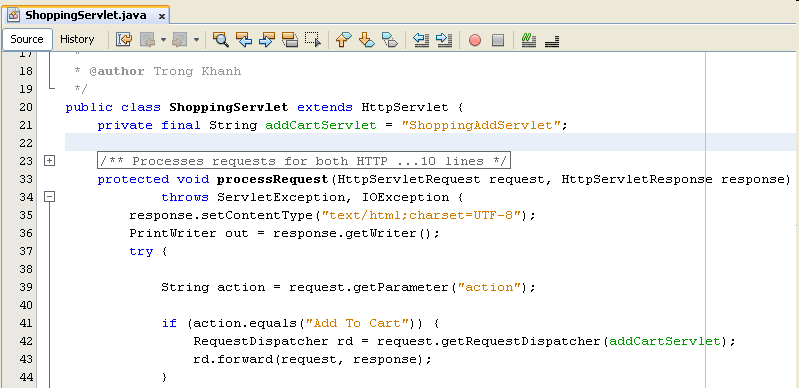 ShoppingServlet.java x
Source History
17 *
18 * @author Trong Khanh
19 */
20 public class ShoppingServlet extends HttpServlet {
21 private final String addCartServlet = "ShoppingAddServlet";
22
23 /** Processes requests for both HTTP ...10 lines */
33 protected void processRequest(HttpServletRequest request, HttpServletResponse response)
34 throws ServletException, IOException {
35 response.setContentType("text/html;charset=UTF-8");
36 PrintWriter out = response.getWriter();
37 try {
38
39 String action = request.getParameter("action");
40
41 if (action.equals("Add To Cart")) {
42 RequestDispatcher rd = request.getRequestDispatcher(addCartServlet);
43 rd.forward(request, response);
44 }